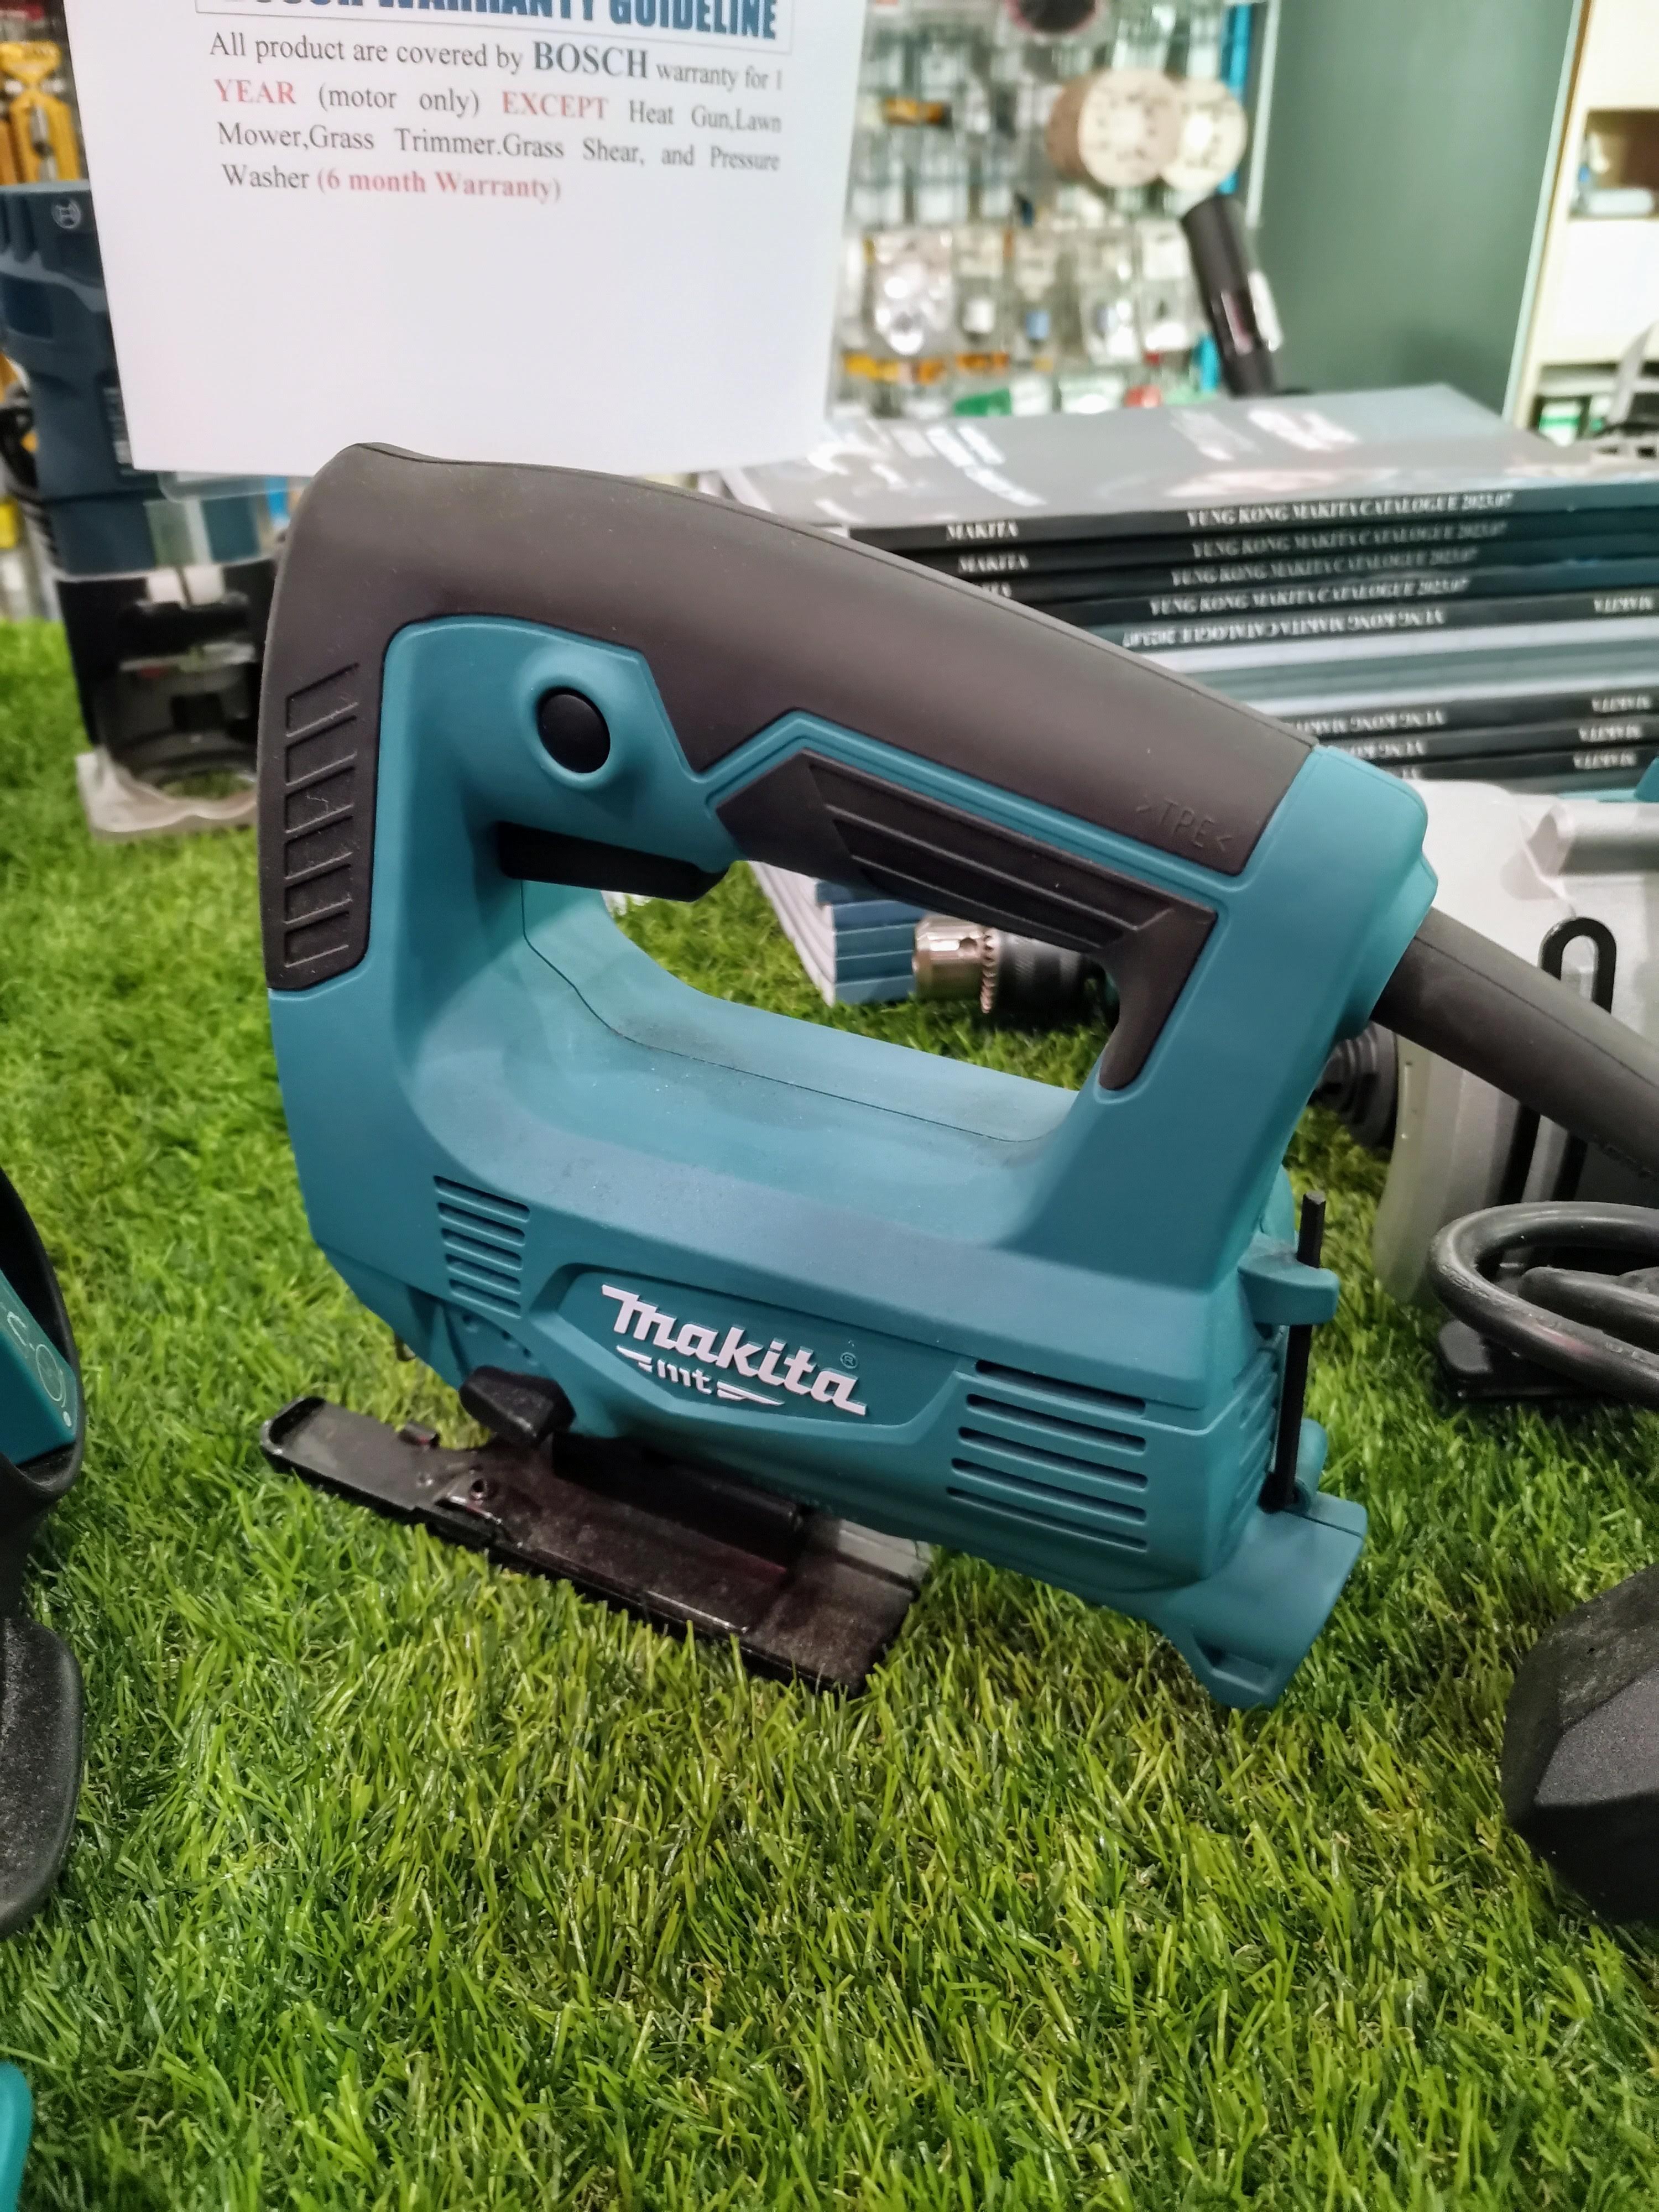 BOSCH WARRANTY GUIDELINE
All product are covered by BOSCH warranty for 1
YEAR (motor only) EXCEPT Heat Gun,Lawn
Mower,Grass Trimmer.Grass Shear, and Pressure
Washer (6 month Warranty)
MAKITA YUNG KONG MAKITA CATALOGUE 2023.07
MAKITA YUNG KONG MAKITA CATALOGUE 2023.07
YUNG KONG MAKITA CATALOGUE 2023.07
YUNG KONG MAKITA CATALOGUE 2023.07
MAKITA YUNG KONG MAKITA CATALOGUE 2023.07
MAKITA YUNG KONG
MAKITA YUNG KONG
MAKITA
>TPE<
makita®
mt